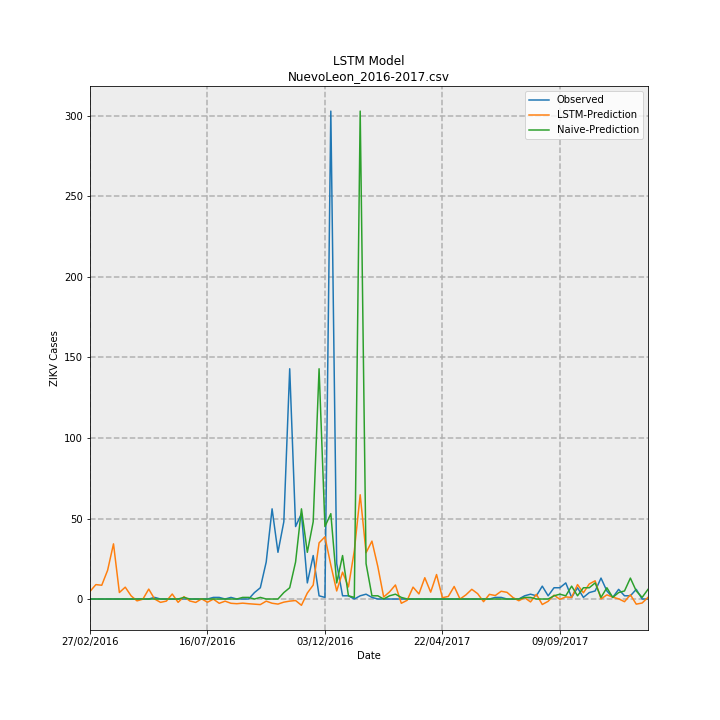 LSTM Model
NuevoLeon_2016-2017.csv
Observed
LSTM-Prediction
Naive-Prediction
300
250
200
150
100
50
0
ZIKV Cases
27/02/2016 16/07/2016 03/12/2016 22/04/2017 09/09/2017
Date